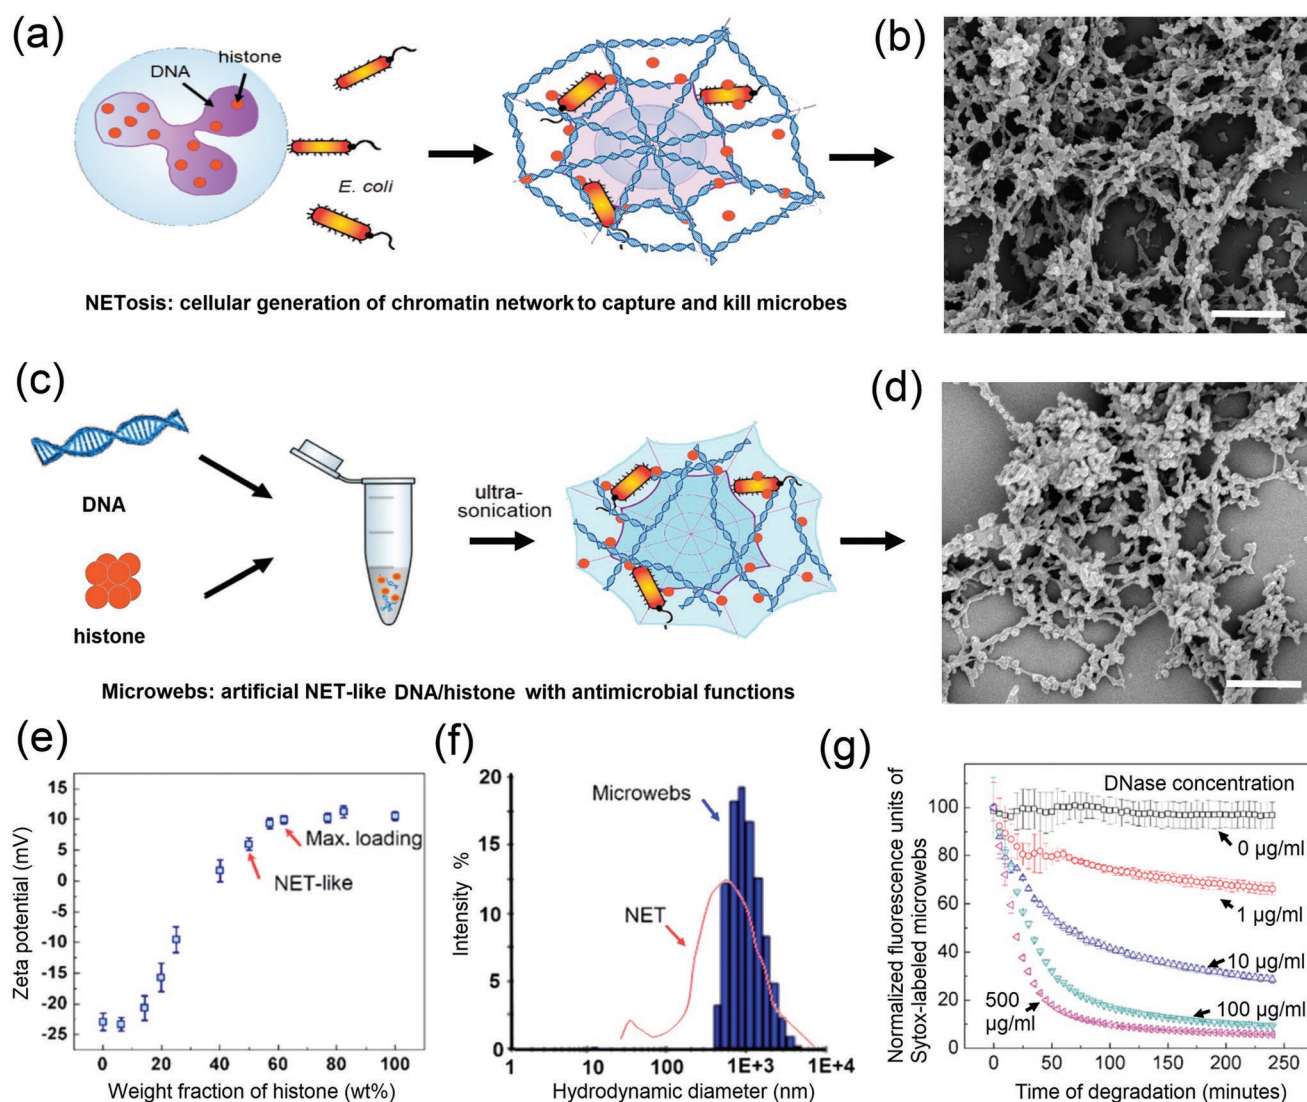 (a)
histone
DNA
E. coli
(b)
NETosis: cellular generation of chromatin network to capture and kill microbes
(c)
DNA
histone
ultra-
sonication
(d)
Microwebs: artificial NET-like DNA/histone with antimicrobial functions
(e)
Zeta potential (mV)
15
10
5
0
-5
-10
-15
-20
-25
Max. loading
NET-like
0 20 40 60 80 100
Weight fraction of histone (wt%)
(f)
Intensity %
20
15
10
5
0
Microwebs
NET
1 10 100 1E+3 1E+4
Hydrodynamic diameter (nm)
(g)
Normalized fluorescence units of
Sytox-labeled microwebs
100
80
60
40
20
0
DNase concentration
0 µg/ml
1 µg/ml
10 µg/ml
100 µg/ml
500
µg/ml
0 50 100 150 200 250
Time of degradation (minutes)